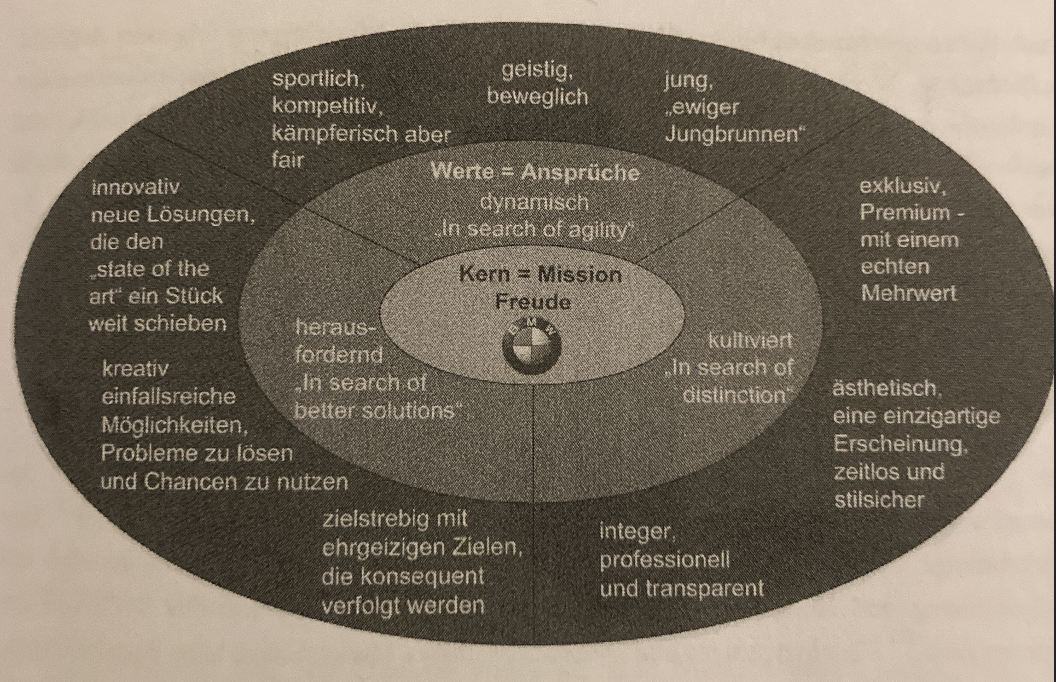 sportlich,
kompetitiv,
kämpferisch aber
fair
geistig,
beweglich
jung,
„ewiger
Jungbrunnen“
Werte = Ansprüche
dynamisch
„In search of agility“
Kern = Mission
Freude
BMW
innovativ
neue Lösungen,
die den
„state of the
art“ ein Stück
weit schieben
exklusiv,
Premium -
mit einem
echten
Mehrwert
heraus-
fordernd
„In search of
better solutions“
kultiviert
„In search of
distinction“
kreativ
einfallsreiche
Möglichkeiten,
Probleme zu lösen
und Chancen zu nutzen
ästhetisch,
eine einzigartige
Erscheinung,
zeitlos und
stilsicher
zielstrebig mit
ehrgeizigen Zielen,
die konsequent
verfolgt werden
integer,
professionell
und transparent